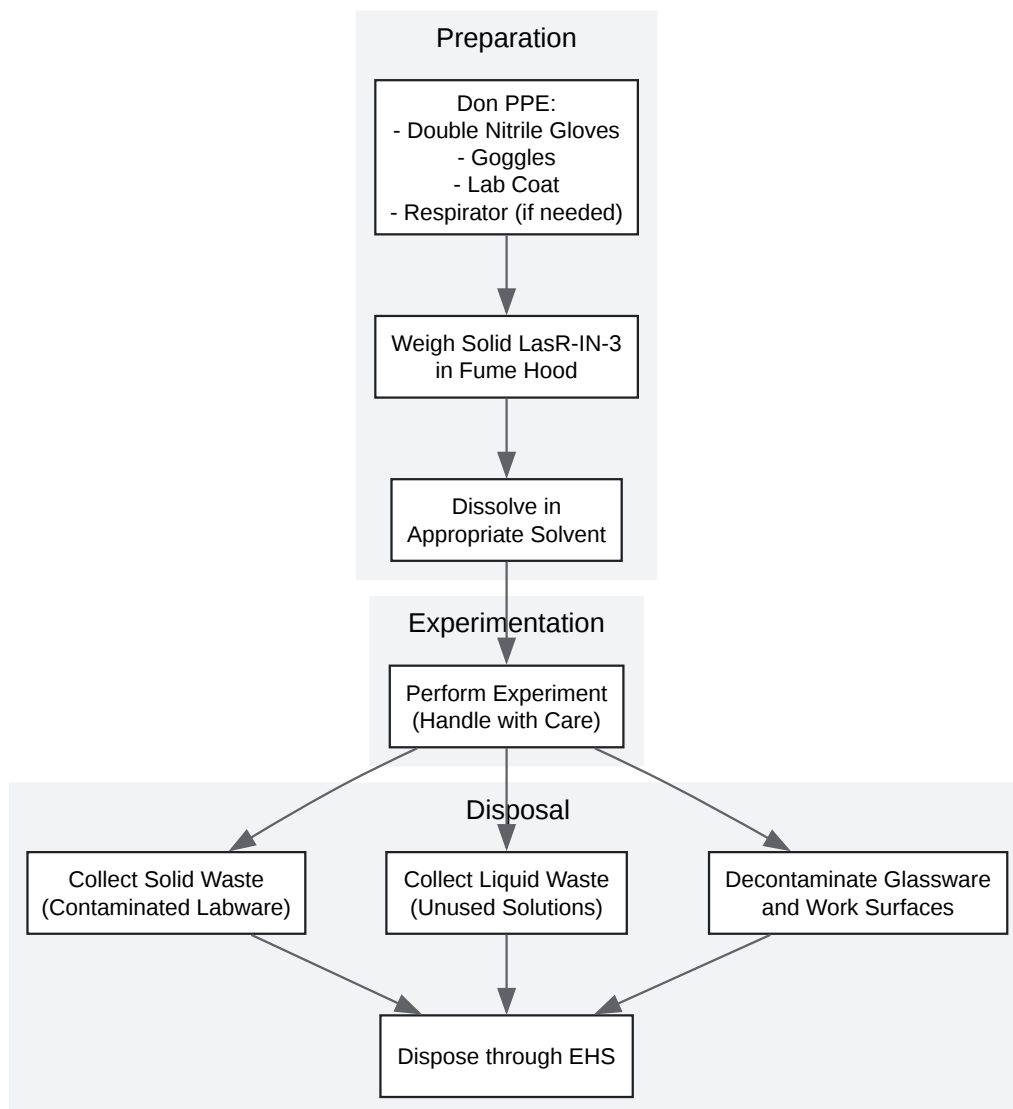 Preparation
Don PPE:
- Double Nitrile Gloves
- Goggles
- Lab Coat
- Respirator (if needed)
Weigh Solid LasR-IN-3
in Fume Hood
Dissolve in
Appropriate Solvent
Experimentation
Perform Experiment
(Handle with Care)
Disposal
Collect Solid Waste
(Contaminated Labware)
Collect Liquid Waste
(Unused Solutions)
Decontaminate Glassware
and Work Surfaces
Dispose through EHS